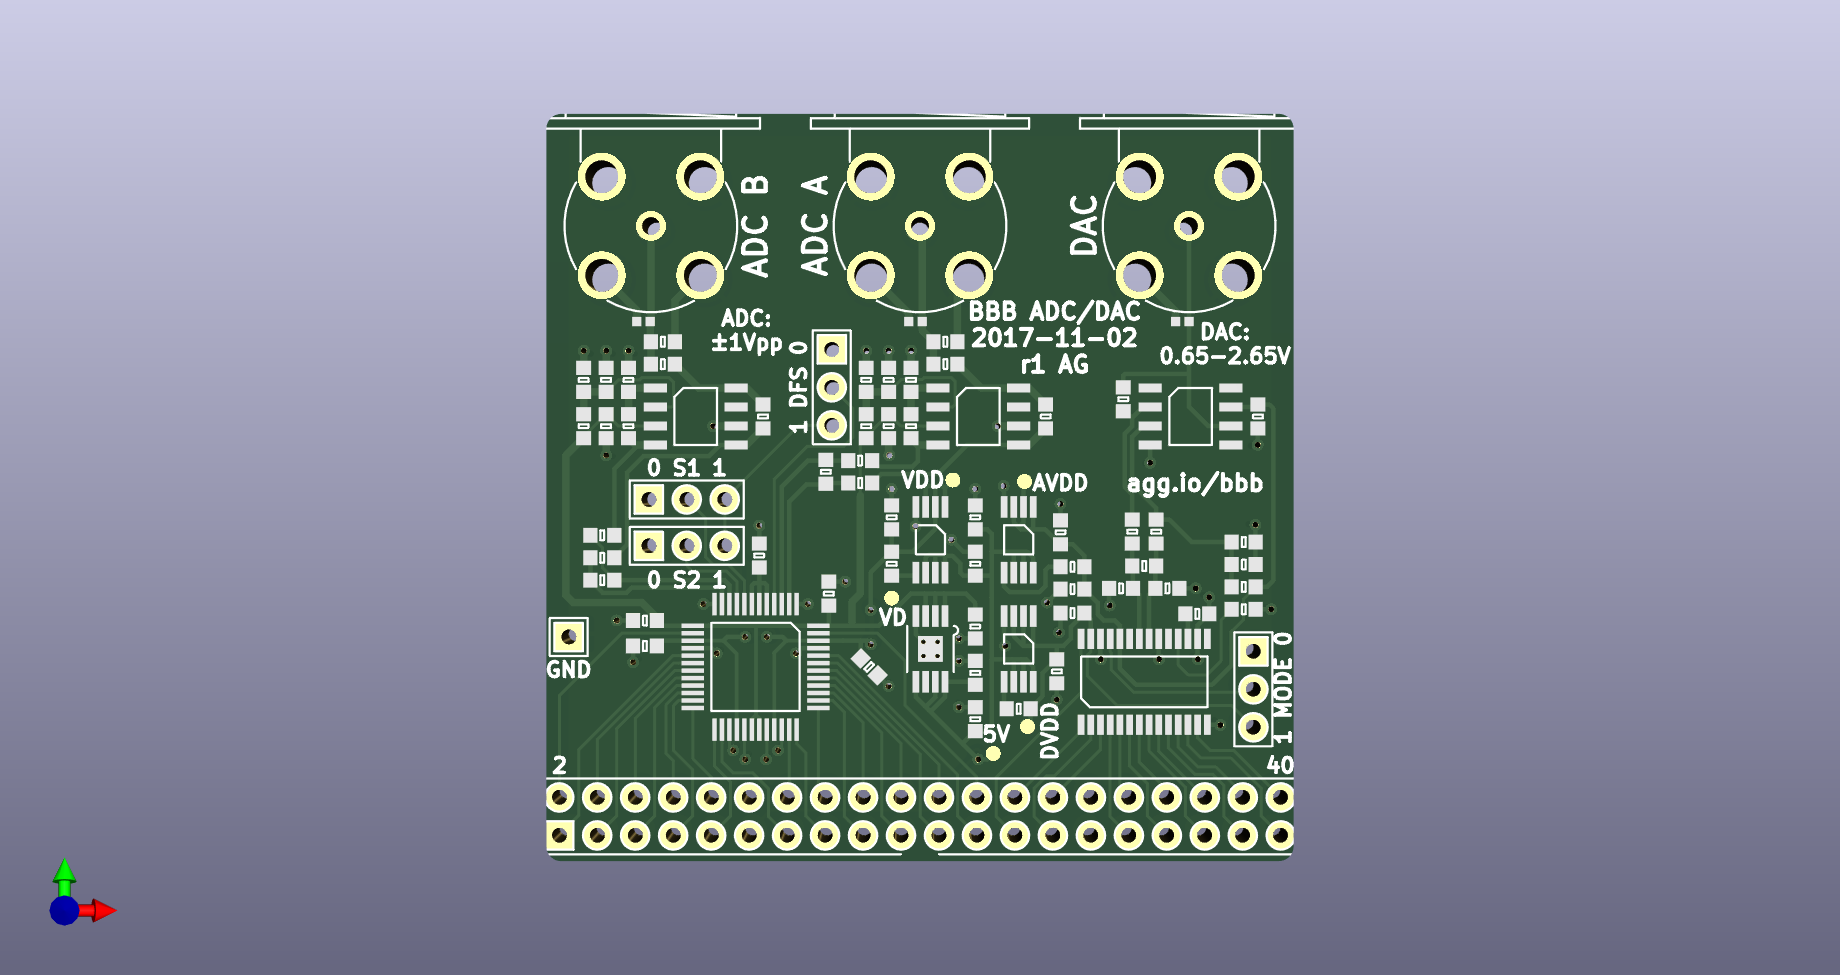 ADC B
ADC A
DAC
BBB ADC/DAC
2017-11-02
r1 AG
ADC:
±1Vpp
DAC:
0.65-2.65V
1 DFS 0
0 S1 1
VDD
AVDD
agg.io/bbb
0 S2 1
VD
GND
1 MODE 0
5V
DVDD
2
40